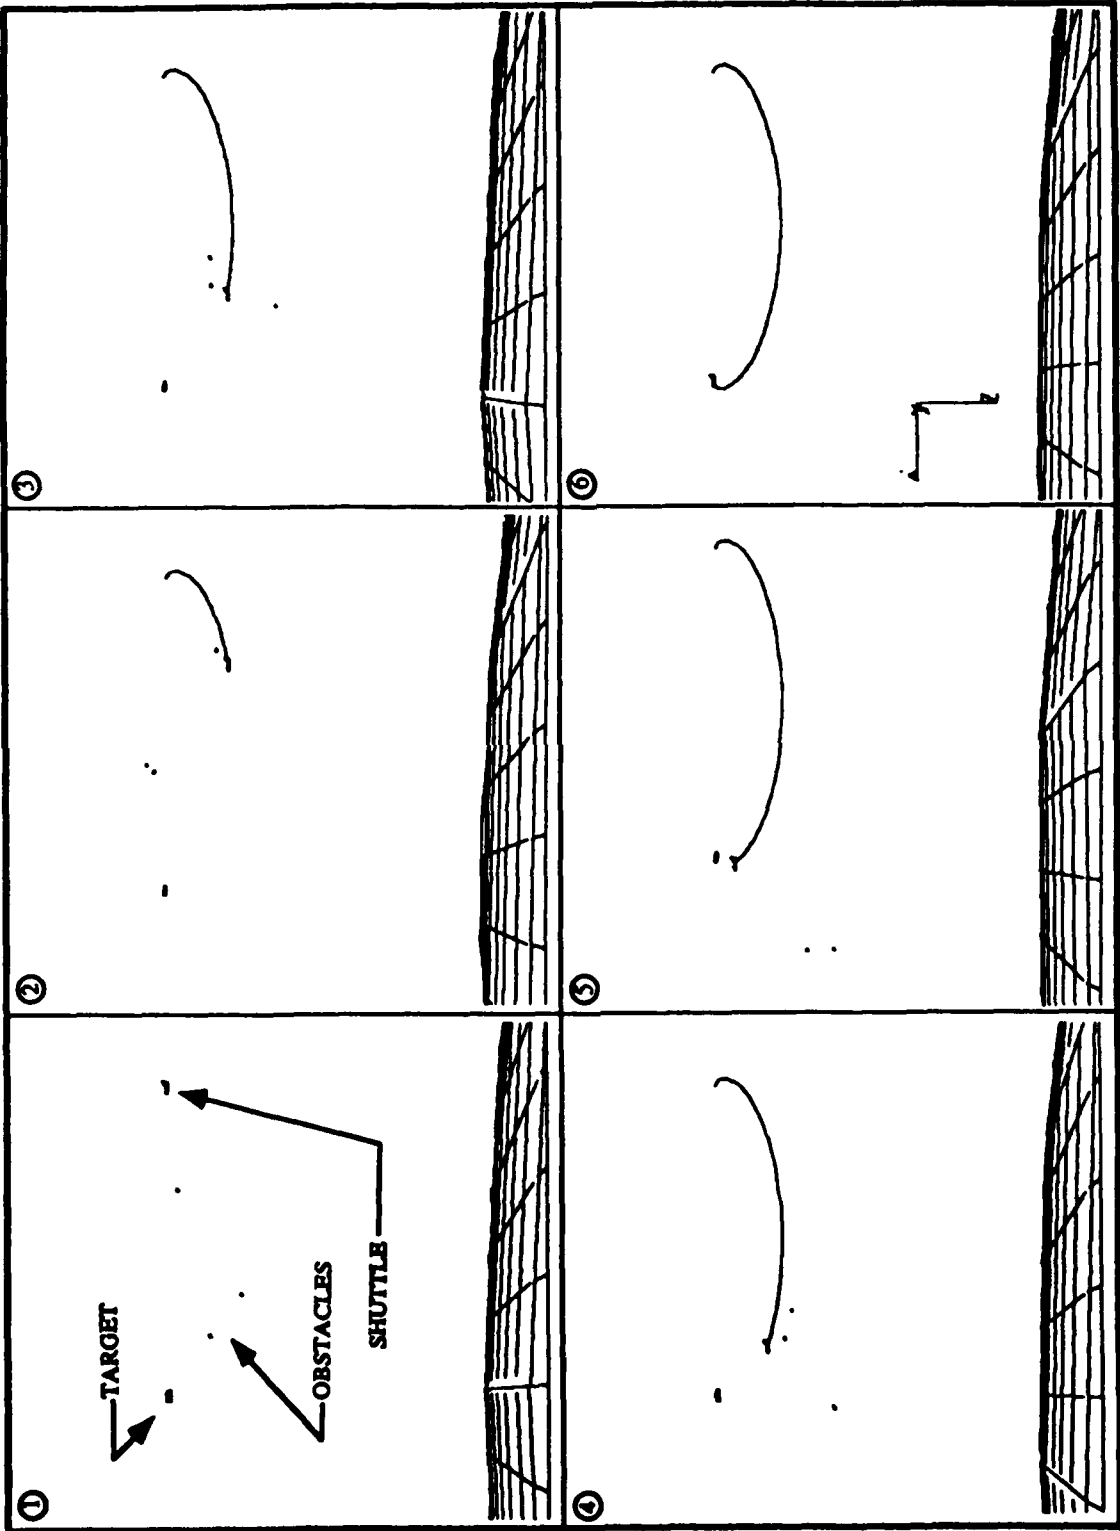 ①
TARGET
OBSTACLES
SHUTTLE
②
③
④
⑤
⑥